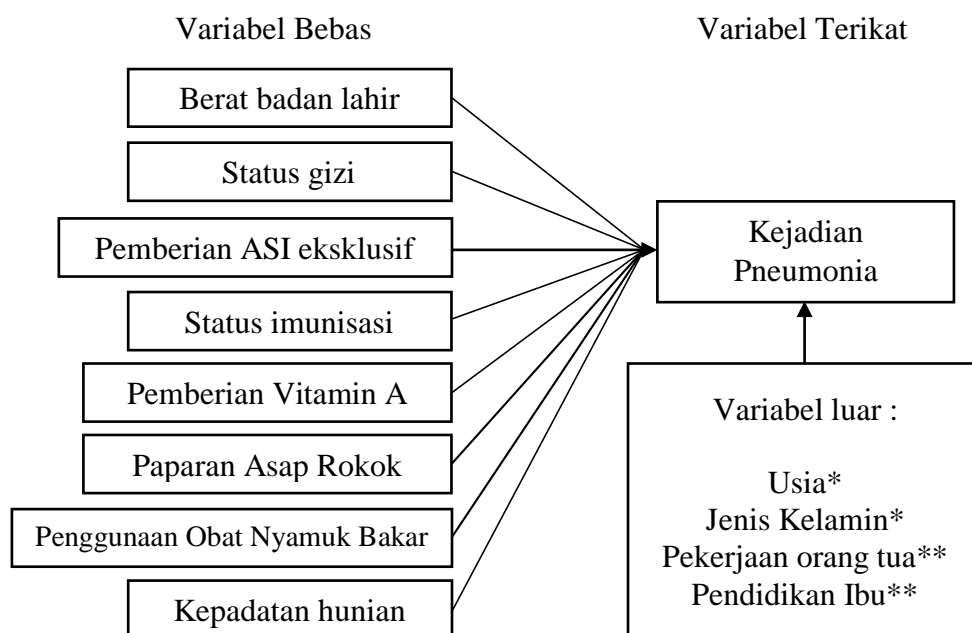 Variabel Bebas
Variabel Terikat
Berat badan lahir
Status gizi
Pemberian ASI eksklusif
Status imunisasi
Pemberian Vitamin A
Paparan Asap Rokok
Penggunaan Obat Nyamuk Bakar
Kepadatan hunian
Kejadian
Pneumonia
Variabel luar :
Usia*
Jenis Kelamin*
Pekerjaan orang tua**
Pendidikan Ibu**